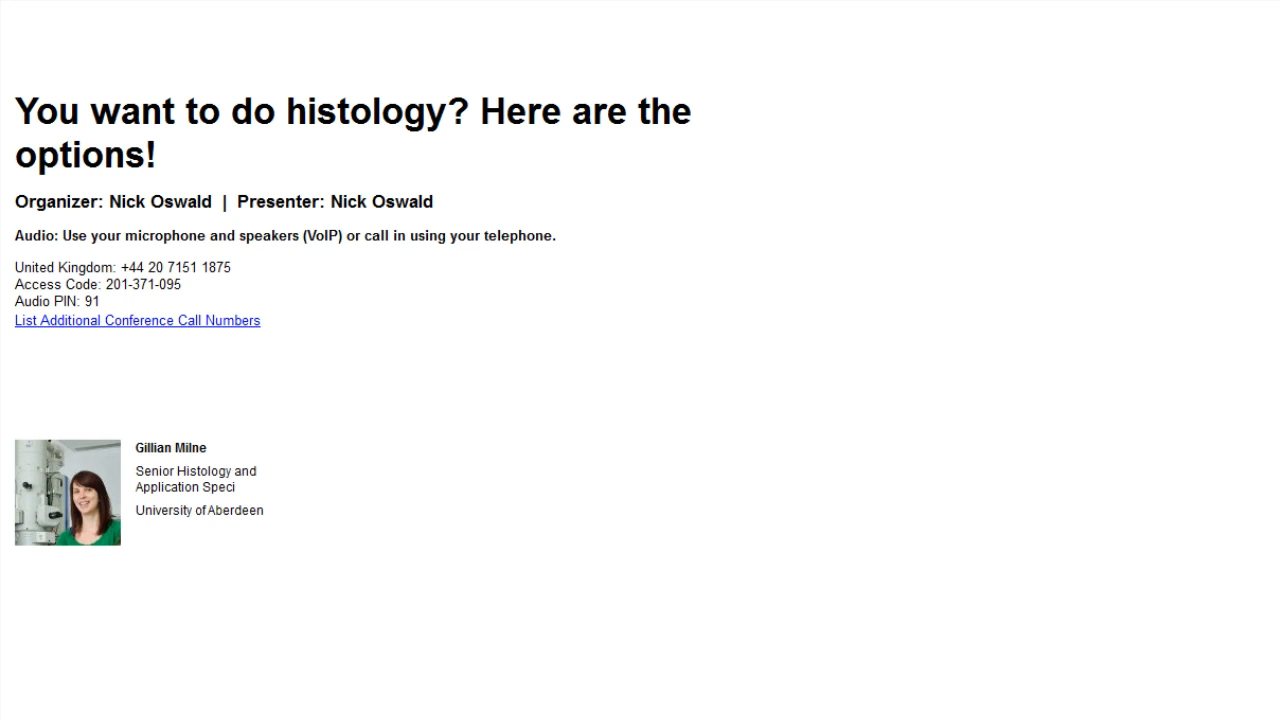 You want to do histology? Here are the
options!
Organizer: Nick Oswald | Presenter: Nick Oswald
Audio: Use your microphone and speakers (VoIP) or call in using your telephone.
United Kingdom: +44 20 7151 1875
Access Code: 201-371-095
Audio PIN: 91
List Additional Conference Call Numbers
Gillian Milne
Senior Histology and
Application Speci
University of Aberdeen